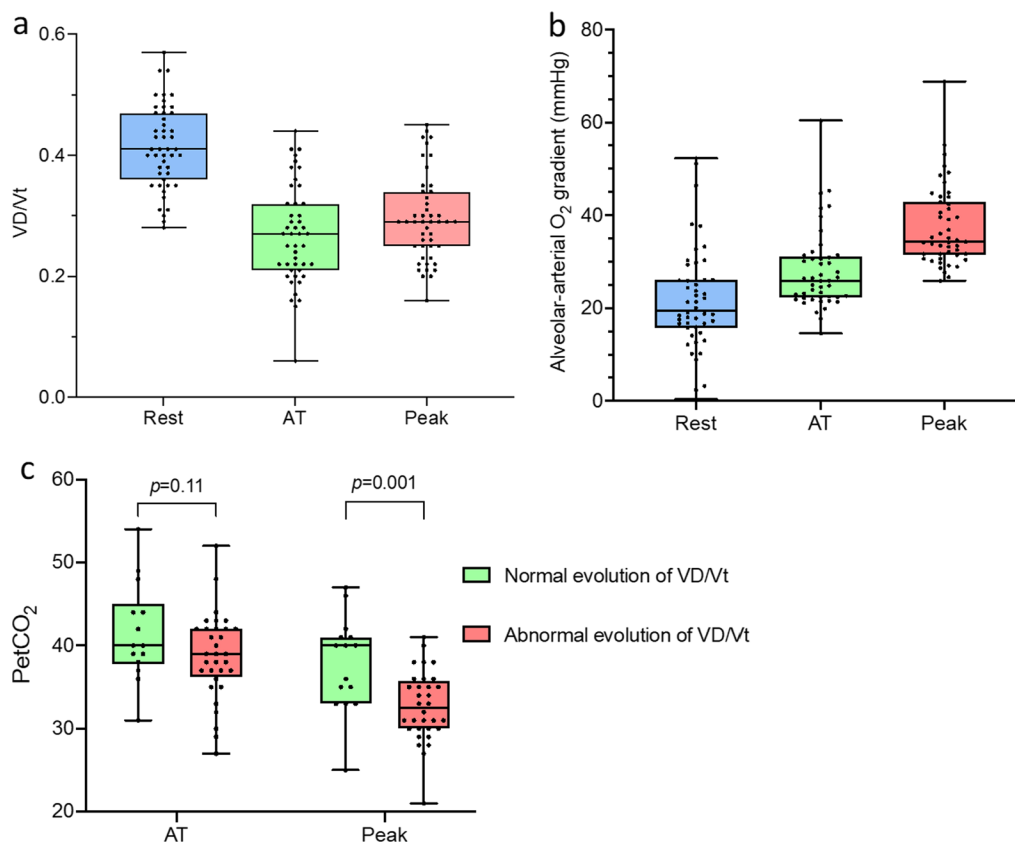 a
VD/Vt
0.6
0.4
0.2
0.0
Rest AT Peak
b
Alveolar-arterial O₂ gradient (mmHg)
80
60
40
20
0
Rest AT Peak
c
PetCO₂
60
50
40
30
20
p=0.11
p=0.001
AT Peak
Normal evolution of VD/Vt
Abnormal evolution of VD/Vt